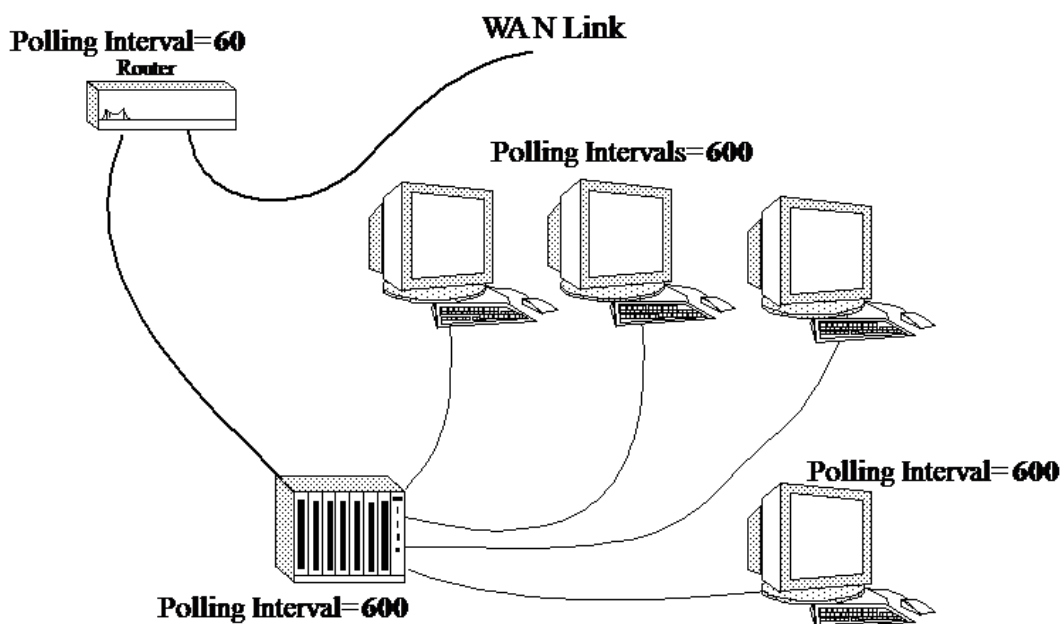 WAN Link
Polling Interval=60
Router
Polling Intervals=600
Polling Interval=600
Polling Interval=600